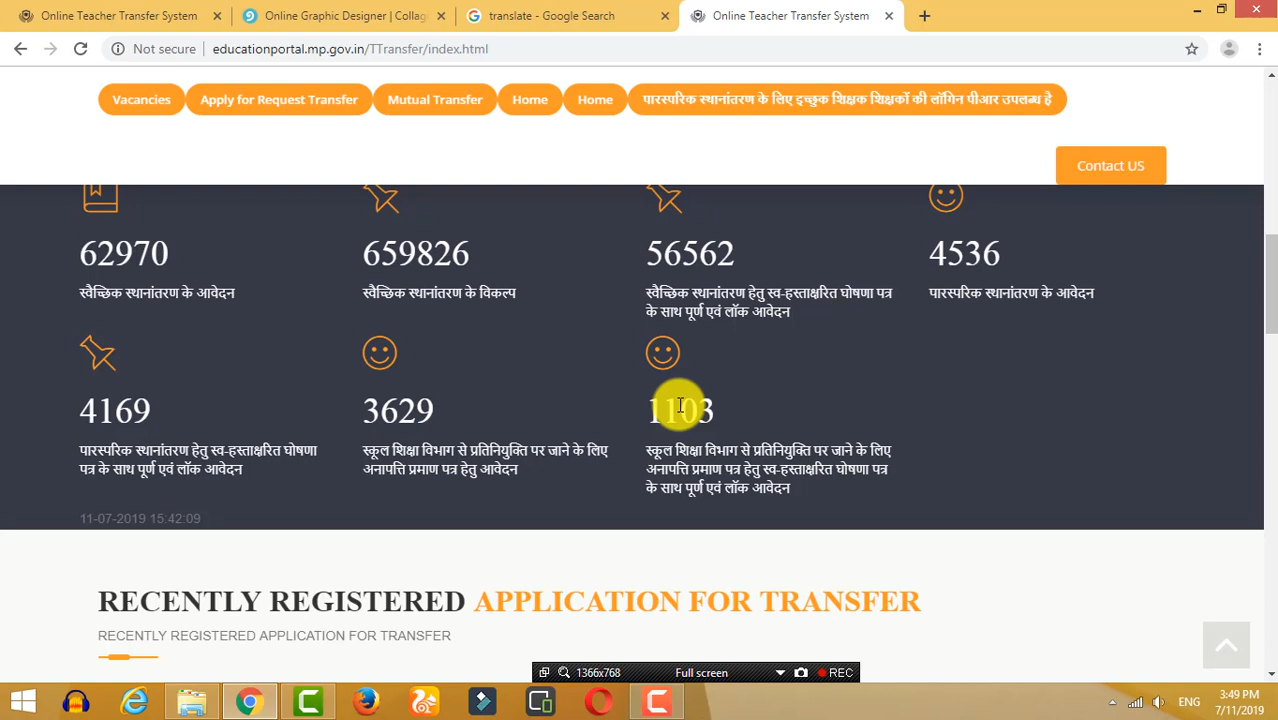 Online Teacher Transfer System
Online Graphic Designer | Collag
translate - Google Search
Online Teacher Transfer System
Not secure
educationportal.mp.gov.in/TTransfer/index.html
Vacancies
Apply for Request Transfer
Mutual Transfer
Home
Home
पारस्परिक स्थानांतरण के लिए इच्छुक शिक्षक शिक्षकों की लॉगिन पीआर उपलब्ध है
Contact US
62970
659826
56562
4536
स्वैच्छिक स्थानांतरण के आवेदन
स्वैच्छिक स्थानांतरण के विकल्प
स्वैच्छिक स्थानांतरण हेतु स्व-हस्ताक्षरित घोषणा पत्र
के साथ पूर्ण एवं लॉक आवेदन
पारस्परिक स्थानांतरण के आवेदन
4169
3629
1103
पारस्परिक स्थानांतरण हेतु स्व-हस्ताक्षरित घोषणा
पत्र के साथ पूर्ण एवं लॉक आवेदन
स्कूल शिक्षा विभाग से प्रतिनियुक्ति पर जाने के लिए
अनापत्ति प्रमाण पत्र हेतु आवेदन
स्कूल शिक्षा विभाग से प्रतिनियुक्ति पर जाने के लिए
अनापत्ति प्रमाण पत्र हेतु स्व-हस्ताक्षरित घोषणा पत्र
के साथ पूर्ण एवं लॉक आवेदन
11-07-2019 15:42:09
RECENTLY REGISTERED APPLICATION FOR TRANSFER
RECENTLY REGISTERED APPLICATION FOR TRANSFER
1366x768
Full screen
REC
ENG
3:49 PM
7/11/2019